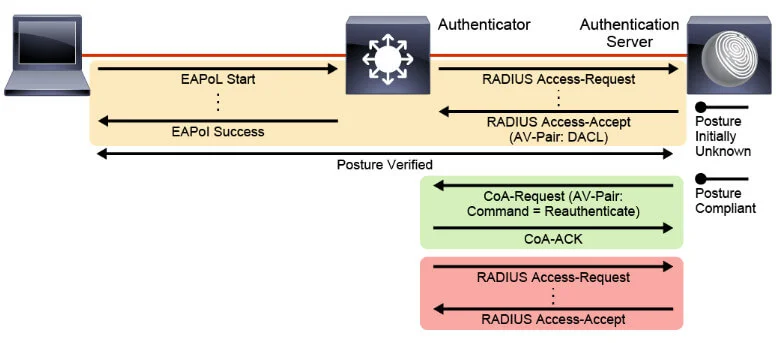 Authenticator
Authentication
Server
EAPoL Start
RADIUS Access-Request
EAPol Success
RADIUS Access-Accept
(AV-Pair: DACL)
Posture
Initially
Unknown
Posture Verified
CoA-Request (AV-Pair:
Command = Reauthenticate)
Posture
Compliant
CoA-ACK
RADIUS Access-Request
RADIUS Access-Accept